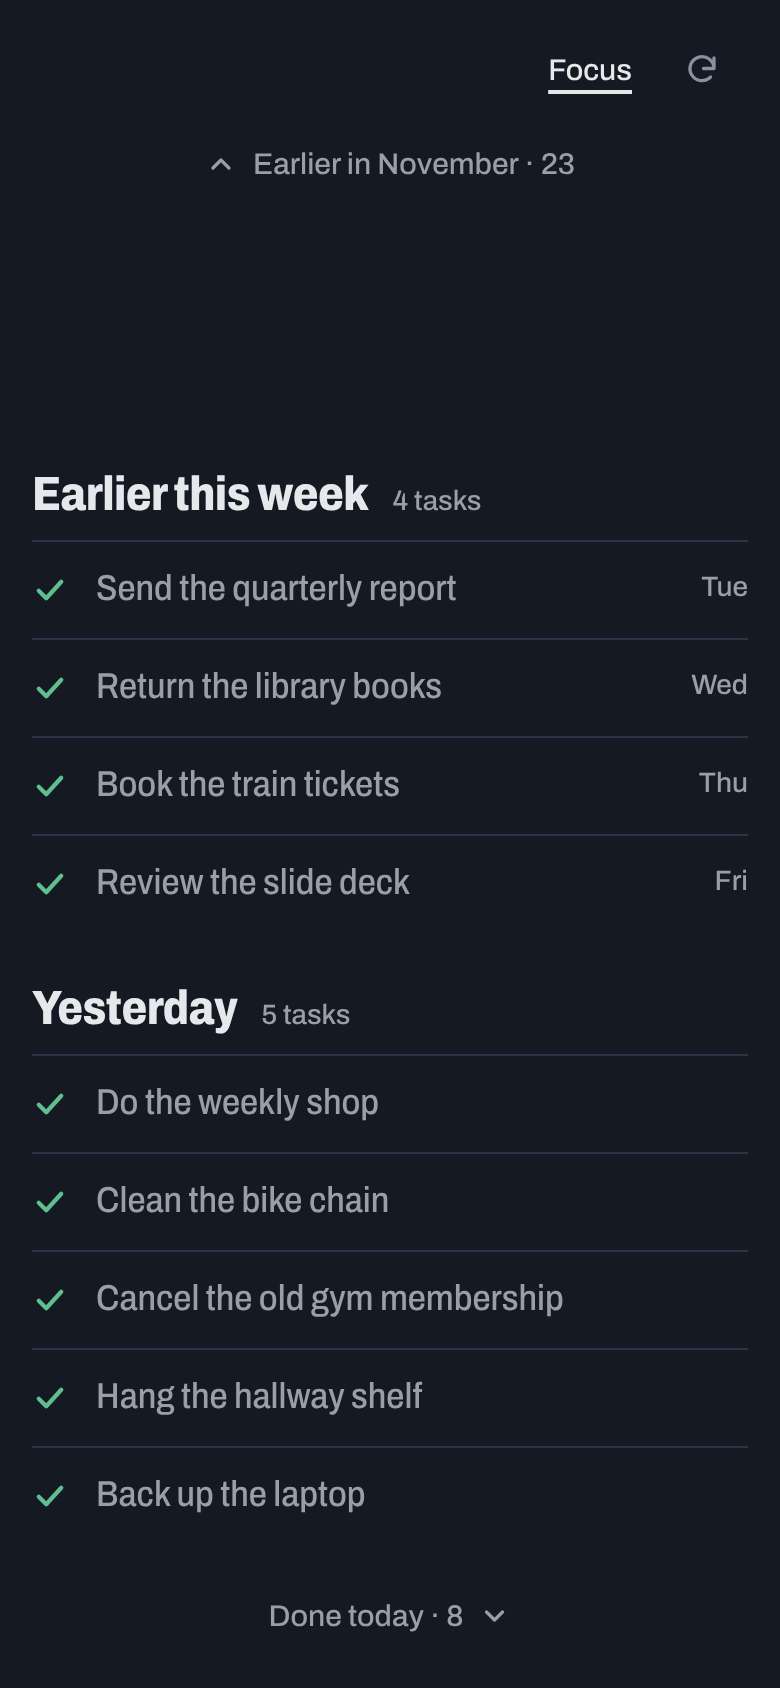 Focus
Earlier in November · 23
Earlier this week 4 tasks
Send the quarterly report Tue
Return the library books Wed
Book the train tickets Thu
Review the slide deck Fri
Yesterday 5 tasks
Do the weekly shop
Clean the bike chain
Cancel the old gym membership
Hang the hallway shelf
Back up the laptop
Done today · 8